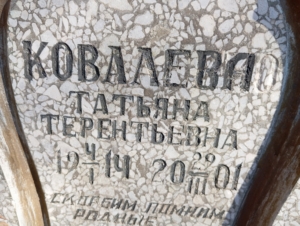 КОВАЛЕВА
ТАТЬЯНА
ТЕРЕНТЬЕВНА
19 4/I 14 20 29/III 01
СКОРБИМ ПОМНИМ
РОДНЫЕ